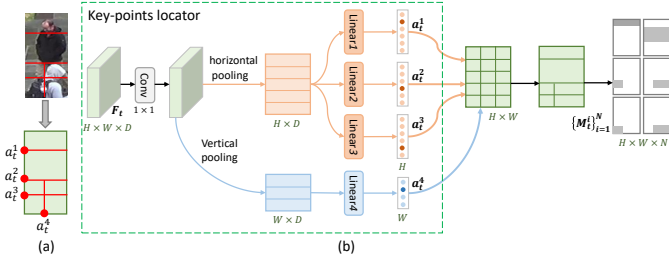 Key-points locator
F_t
H × W × D
Conv
1 × 1
horizontal pooling
Vertical
pooling
H × D
W × D
Linear1
Linear2
Linear3
Linear4
a_t^1
a_t^2
a_t^3
H
a_t^4
W
H × W
{M_t^i}_{i=1}^N
H × W × N
a_t^1
a_t^2
a_t^3
a_t^4
(a)
(b)